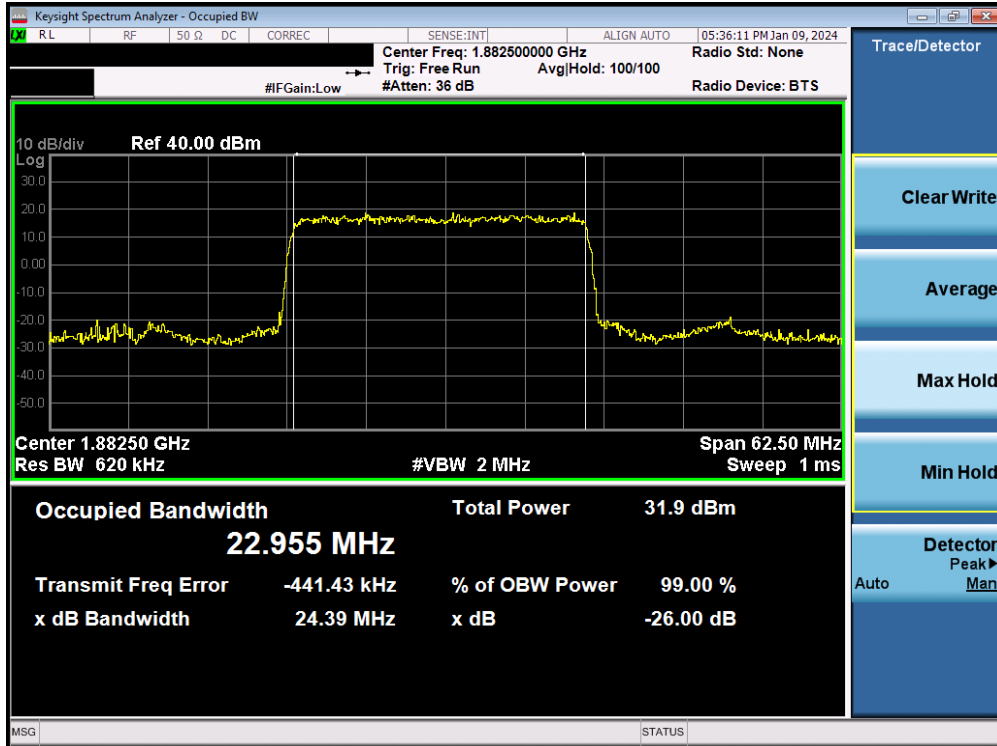 Keysight Spectrum Analyzer - Occupied BW
LXI RL RF 50 Ω DC CORREC SENSE:INT ALIGN AUTO 05:36:11 PM Jan 09, 2024
Center Freq: 1.882500000 GHz Radio Std: None
Trig: Free Run Avg|Hold: 100/100
#IFGain:Low #Atten: 36 dB Radio Device: BTS
10 dB/div Ref 40.00 dBm
Log
30.0
20.0
10.0
0.00
-10.0
-20.0
-30.0
-40.0
-50.0
Center 1.88250 GHz Span 62.50 MHz
Res BW 620 kHz #VBW 2 MHz Sweep 1 ms
Occupied Bandwidth Total Power 31.9 dBm
22.955 MHz
Transmit Freq Error -441.43 kHz % of OBW Power 99.00 %
x dB Bandwidth 24.39 MHz x dB -26.00 dB
MSG STATUS
Trace/Detector
Clear Write
Average
Max Hold
Min Hold
Detector
Peak▶
Auto Man